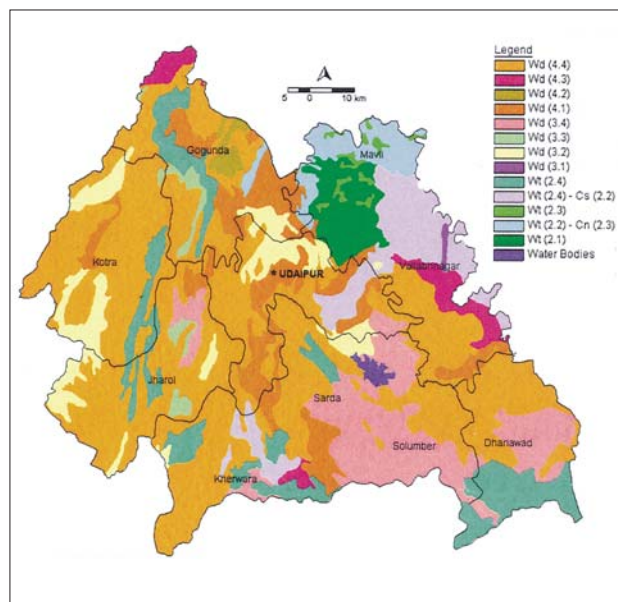 Legend
Wd (4.4)
Wd (4.3)
Wd (4.2)
Wd (4.1)
Wd (3.4)
Wd (3.3)
Wd (3.2)
Wd (3.1)
Wt (2.4)
Wt (2.4) - Cs (2.2)
Wt (2.3)
Wt (2.2) - Cn (2.3)
Wt (2.1)
Water Bodies
5 0 10 km
Gogunda
Mavli
Kotra
UDAIPUR
Vallabhnagar
Jharol
Sarda
Solumber
Dhariawad
Kherwara